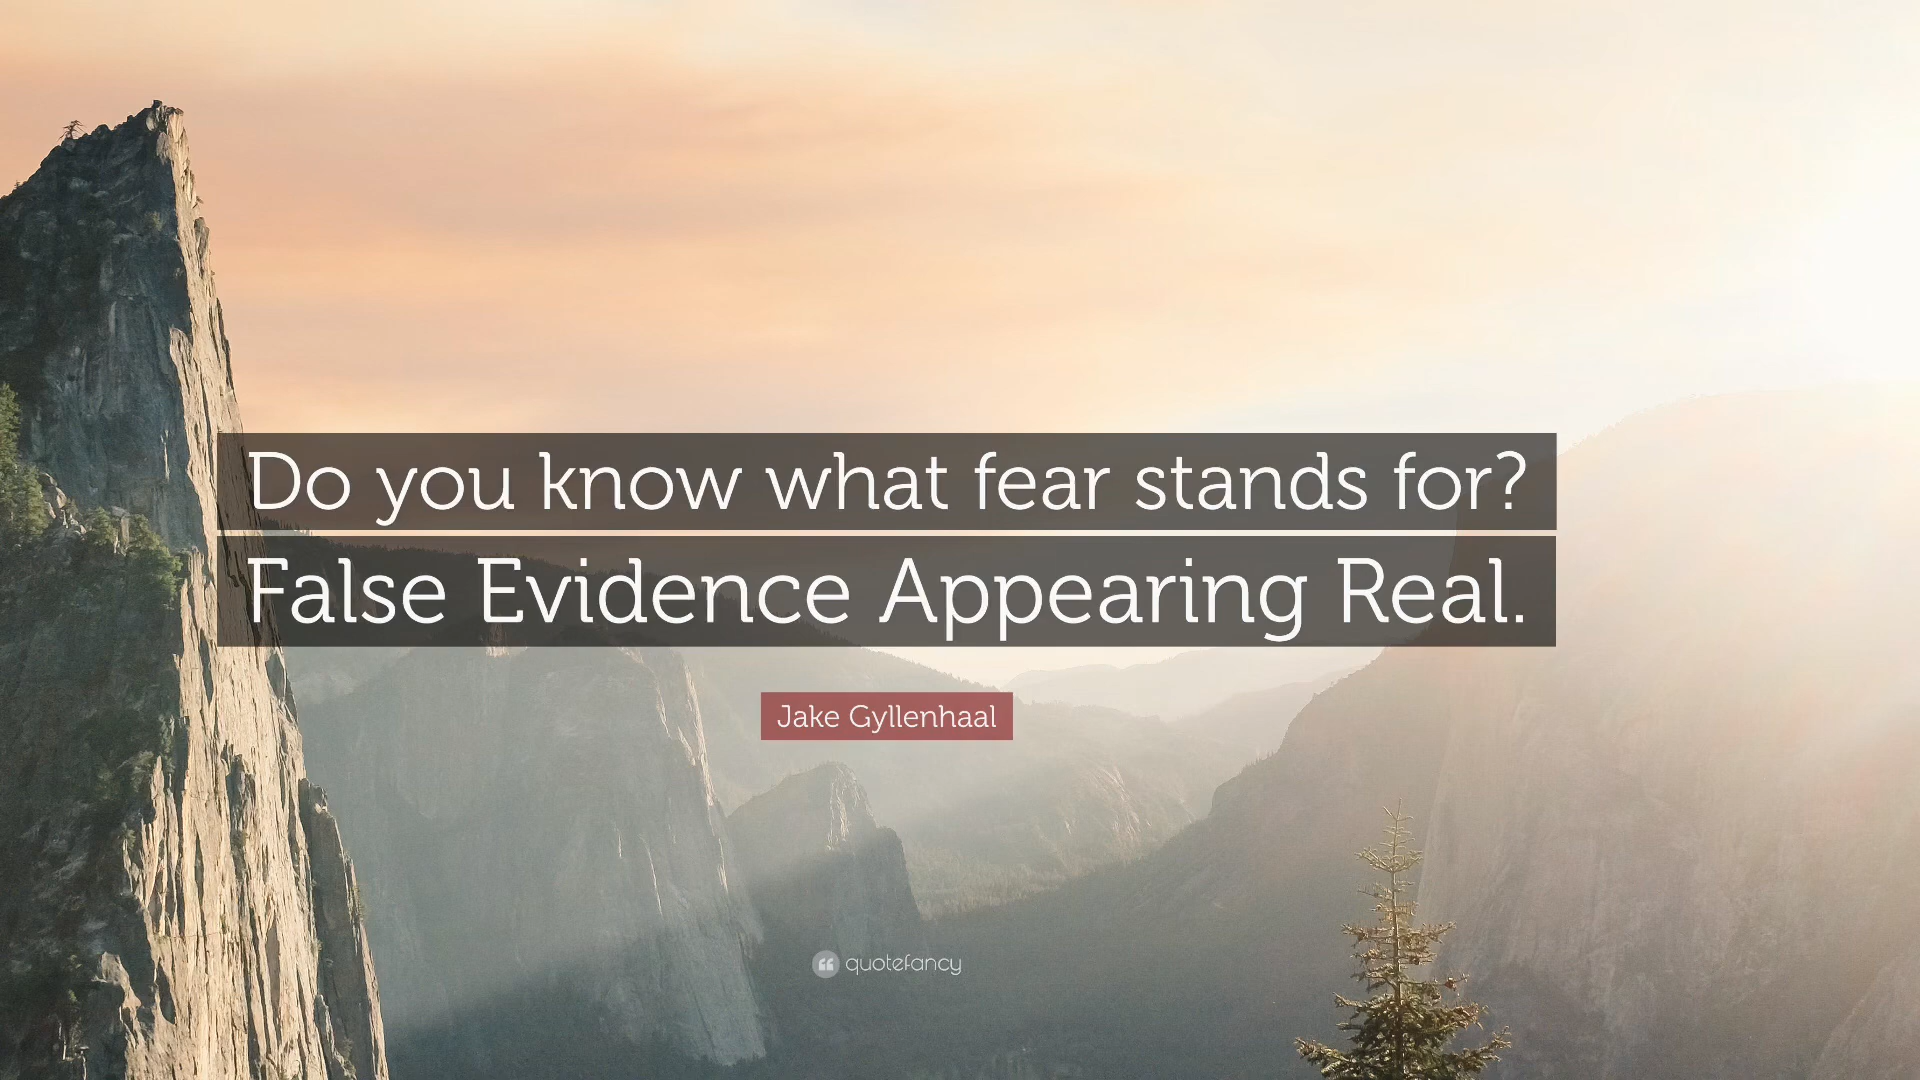 Do you know what fear stands for?
False Evidence Appearing Real.
Jake Gyllenhaal
quotefancy